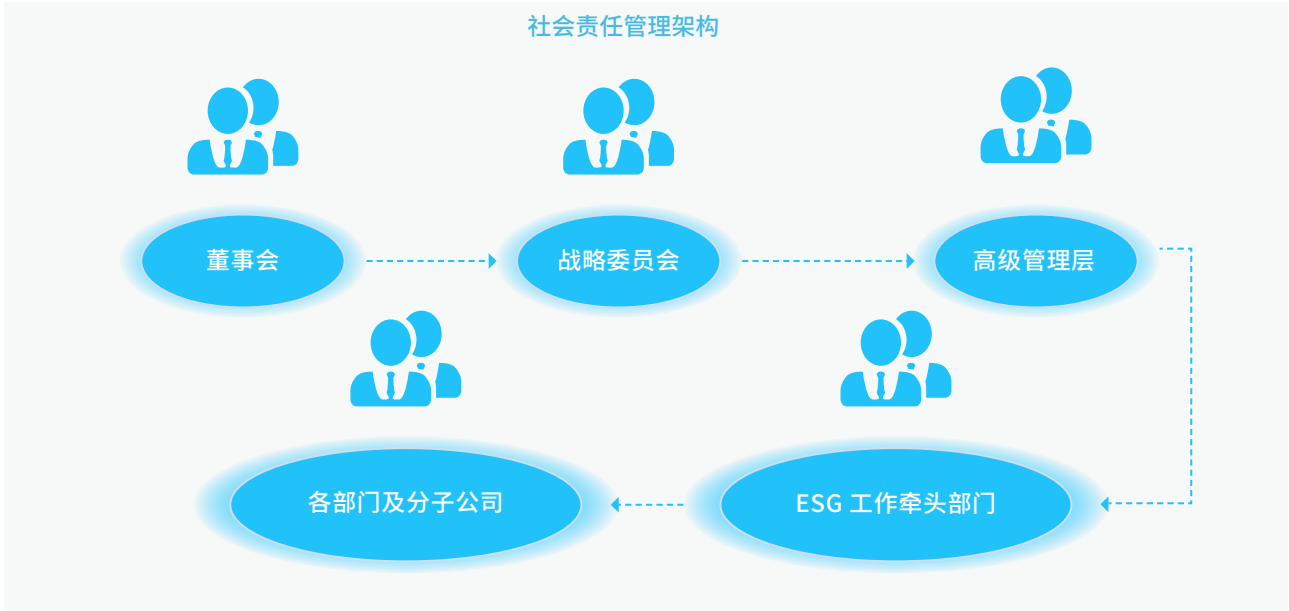 社会责任管理架构
董事会
战略委员会
高级管理层
ESG 工作牵头部门
各部门及分子公司